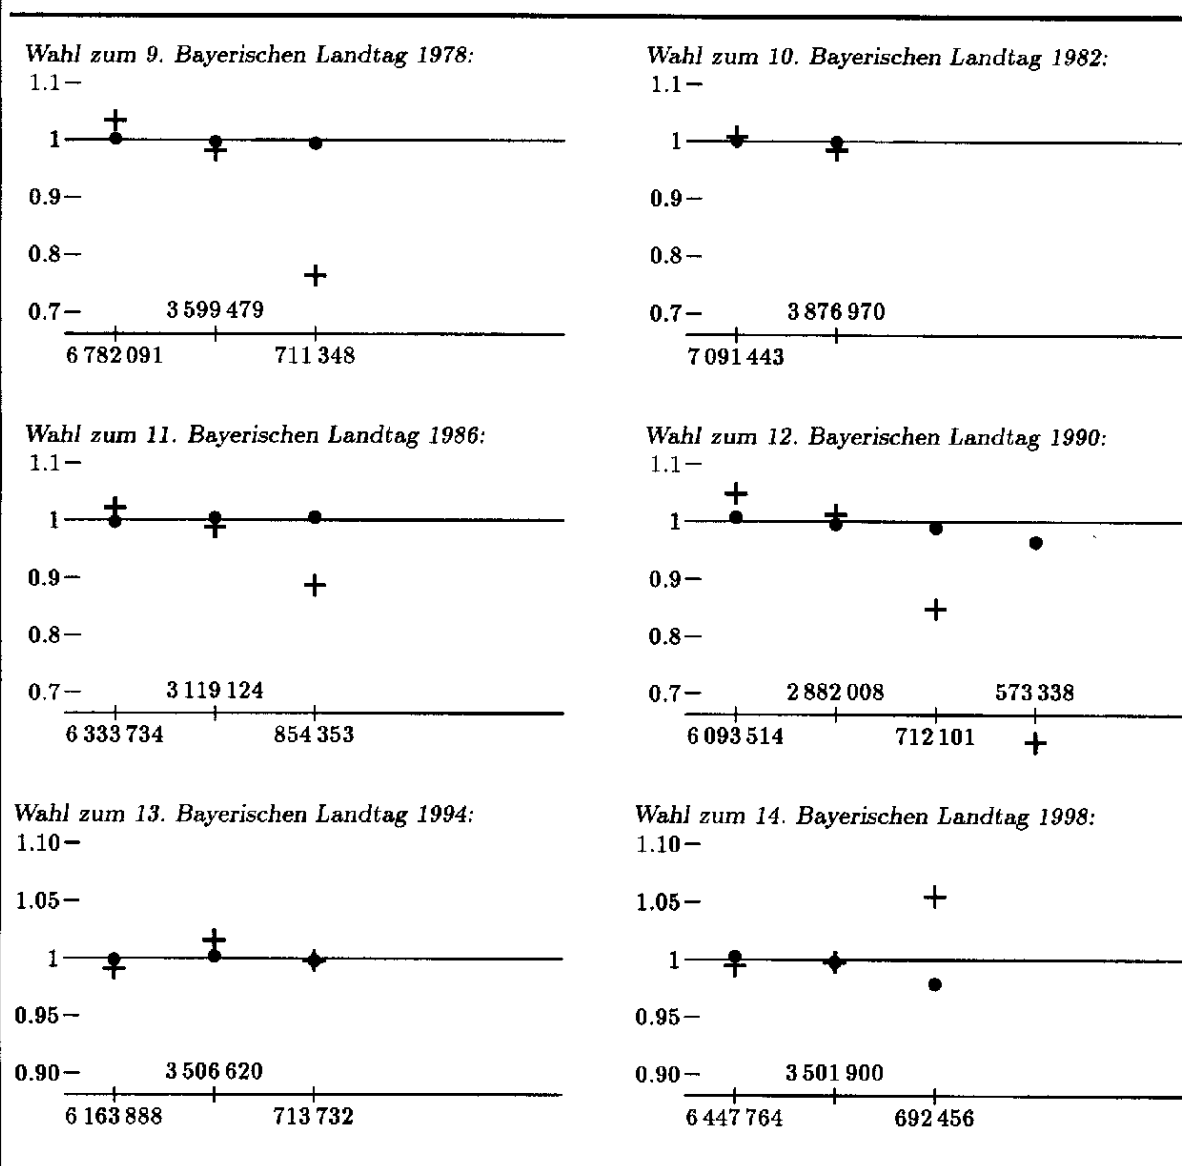 Wahl zum 9. Bayerischen Landtag 1978:
1.1
1
0.9
0.8
0.7
3 599 479
6 782 091 711 348
Wahl zum 10. Bayerischen Landtag 1982:
1.1
1
0.9
0.8
0.7
3 876 970
7 091 443
Wahl zum 11. Bayerischen Landtag 1986:
1.1
1
0.9
0.8
0.7
3 119 124
6 333 734 854 353
Wahl zum 12. Bayerischen Landtag 1990:
1.1
1
0.9
0.8
0.7
2 882 008 573 338
6 093 514 712 101
Wahl zum 13. Bayerischen Landtag 1994:
1.10
1.05
1
0.95
0.90
3 506 620
6 163 888 713 732
Wahl zum 14. Bayerischen Landtag 1998:
1.10
1.05
1
0.95
0.90
3 501 900
6 447 764 692 456